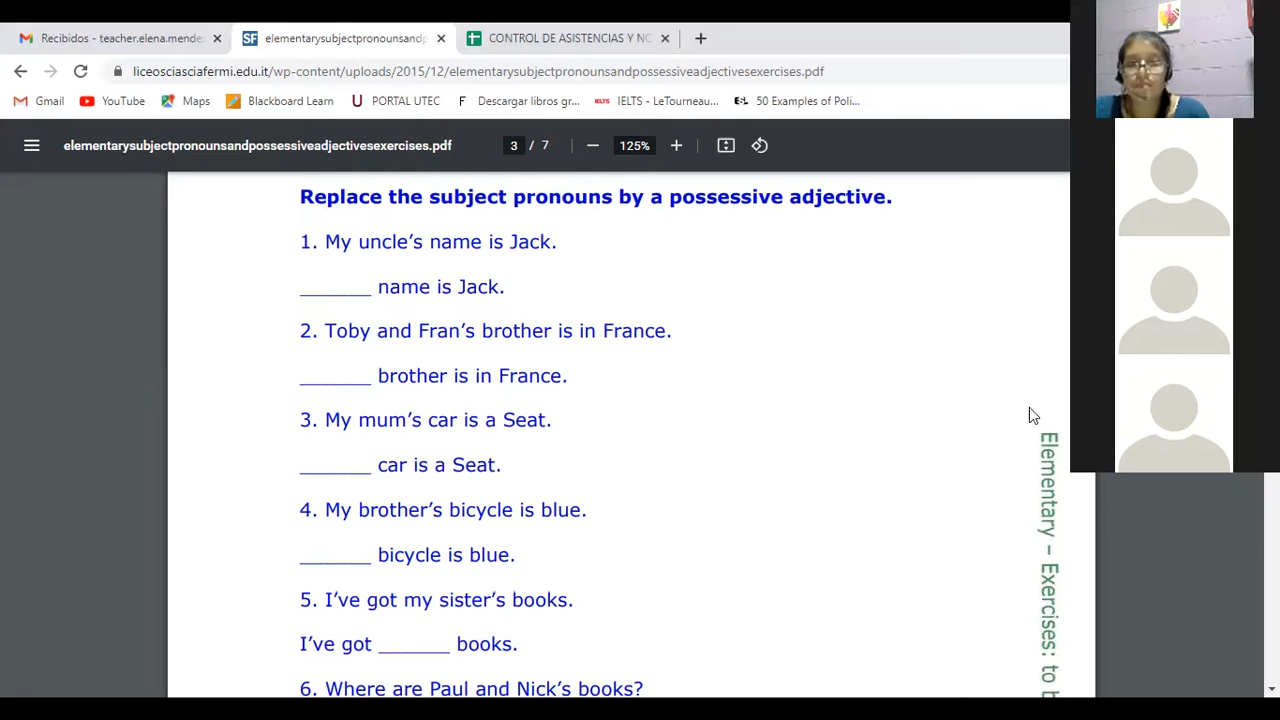 Recibidos - teacher.elena.mende
elementarysubjectpronounsand
CONTROL DE ASISTENCIAS Y NO
liceosciasciafermi.edu.it/wp-content/uploads/2015/12/elementarysubjectpronounsandpossessiveadjectivesexercises.pdf
Gmail YouTube Maps Blackboard Learn PORTAL UTEC Descargar libros gr... IELTS - LeTourneau... 50 Examples of Poli...
elementarysubjectpronounsandpossessiveadjectivesexercises.pdf 3 / 7 125%
Replace the subject pronouns by a possessive adjective.
1. My uncle’s name is Jack.
_______ name is Jack.
2. Toby and Fran’s brother is in France.
_______ brother is in France.
3. My mum’s car is a Seat.
_______ car is a Seat.
4. My brother’s bicycle is blue.
_______ bicycle is blue.
5. I’ve got my sister’s books.
I’ve got _______ books.
6. Where are Paul and Nick’s books?
Elementary – Exercises: to b